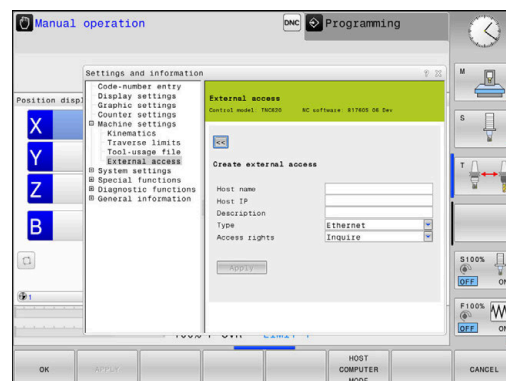 Manual operation
DNC
Programming
Settings and information
Position displ
Code-number entry
Display settings
Graphic settings
Counter settings
Machine settings
Kinematics
Traverse limits
Tool-usage file
External access
System settings
Special functions
Diagnostic functions
General information
External access
Control model: TNC620 NC software: 817605 06 Dev
<<
Create external access
Host name
Host IP
Description
Type Ethernet
Access rights Inquire
Apply
X
Y
Z
B
1
M
S
T
S100%
OFF ON
F100%
OFF ON
OK
APPLY
HOST
COMPUTER
MODE
CANCEL